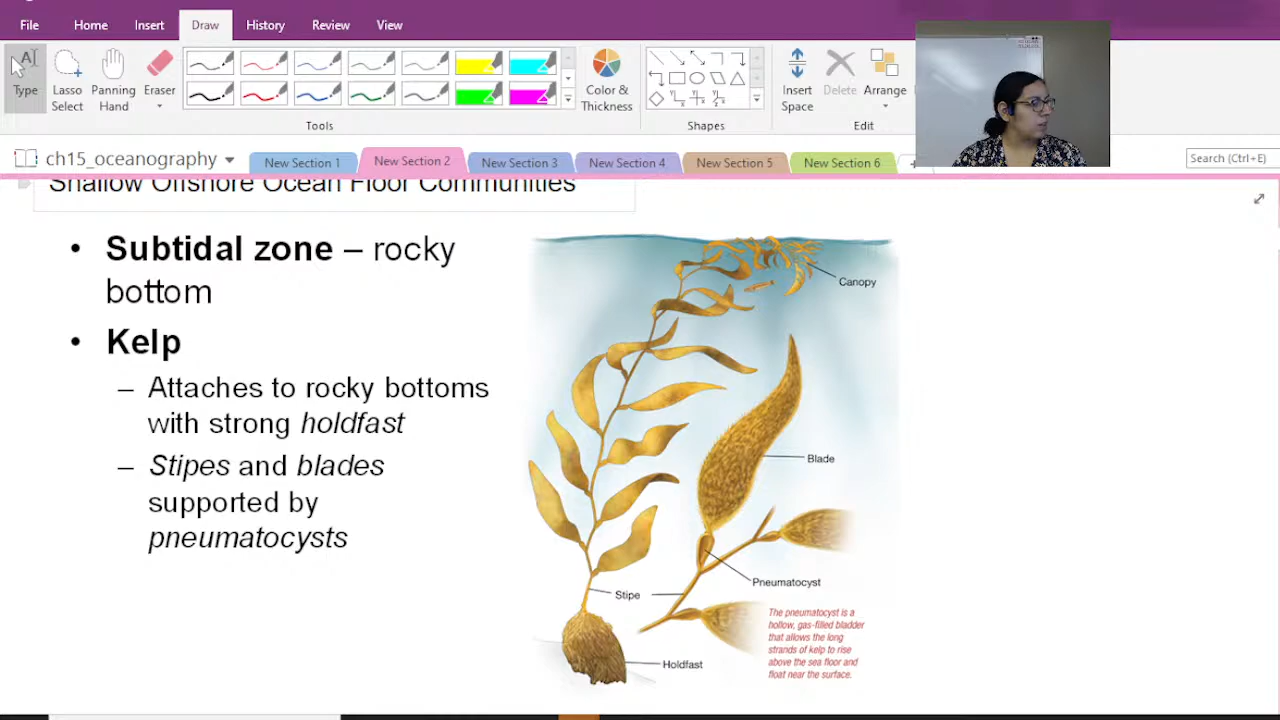 File Home Insert Draw History Review View
Type
Lasso Select
Panning Hand
Eraser
Color & Thickness
Insert Space
Delete
Arrange
Tools
Shapes
Edit
ch15_oceanography
New Section 1
New Section 2
New Section 3
New Section 4
New Section 5
New Section 6
Search (Ctrl+E)
Shallow Offshore Ocean Floor Communities
• Subtidal zone – rocky
bottom
• Kelp
– Attaches to rocky bottoms
with strong holdfast
– Stipes and blades
supported by
pneumatocysts
Canopy
Blade
Pneumatocyst
Stipe
Holdfast
The pneumatocyst is a
hollow, gas-filled bladder
that allows the long
strands of kelp to rise
above the sea floor and
float near the surface.